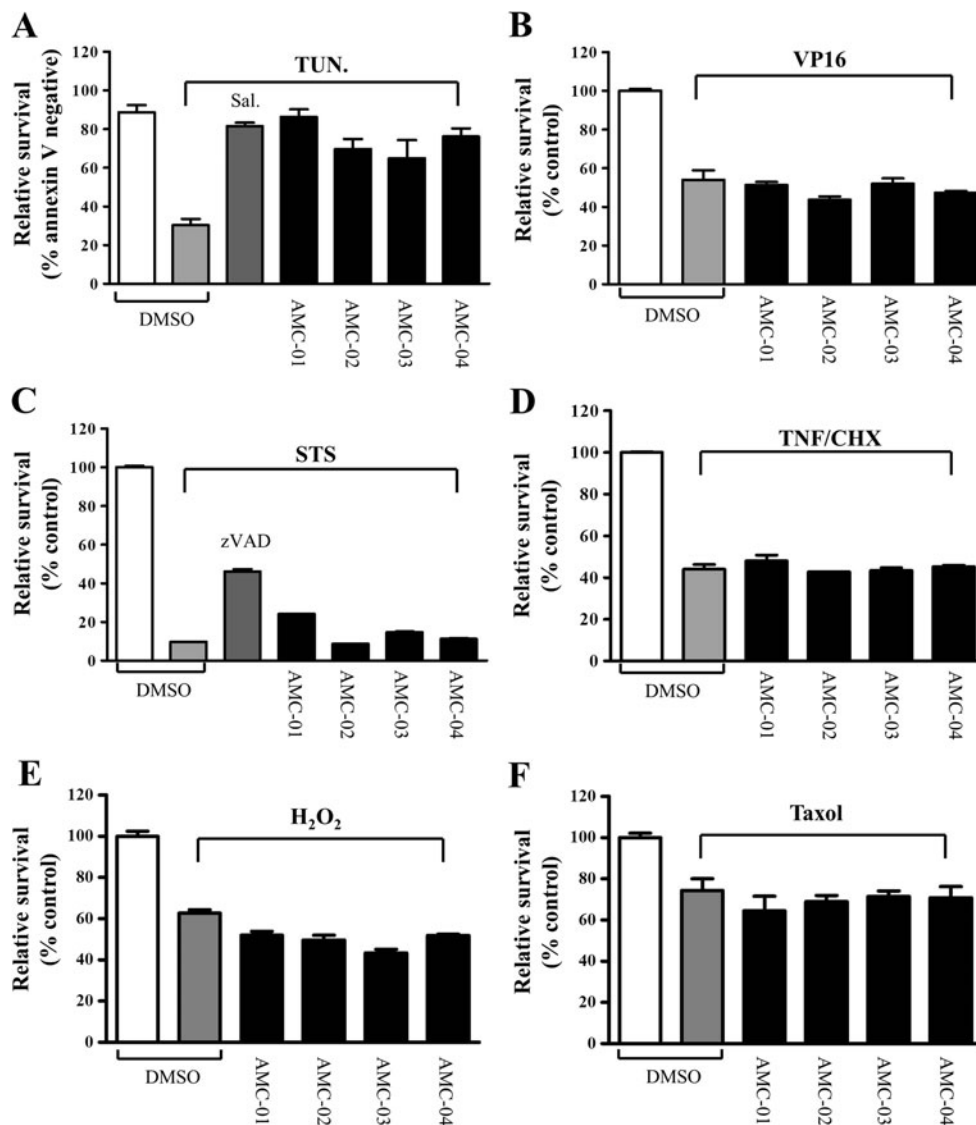 A
Relative survival
(% annexin V negative)
120
100
80
60
40
20
0
TUN.
Sal.
DMSO
AMC-01
AMC-02
AMC-03
AMC-04
B
Relative survival
(% control)
120
100
80
60
40
20
0
VP16
DMSO
AMC-01
AMC-02
AMC-03
AMC-04
C
Relative survival
(% control)
120
100
80
60
40
20
0
STS
zVAD
DMSO
AMC-01
AMC-02
AMC-03
AMC-04
D
Relative survival
(% control)
120
100
80
60
40
20
0
TNF/CHX
DMSO
AMC-01
AMC-02
AMC-03
AMC-04
E
Relative survival
(% control)
120
100
80
60
40
20
0
H₂O₂
DMSO
AMC-01
AMC-02
AMC-03
AMC-04
F
Relative survival
(% control)
120
100
80
60
40
20
0
Taxol
DMSO
AMC-01
AMC-02
AMC-03
AMC-04